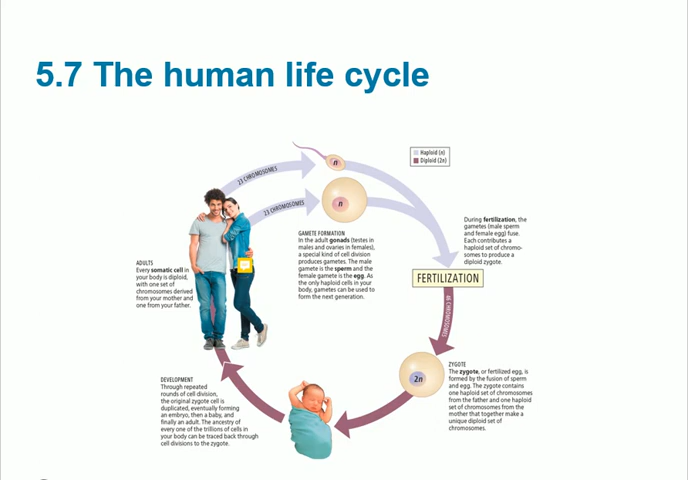 5.7 The human life cycle
23 CHROMOSOMES
n
Haploid (n)
Diploid (2n)
23 CHROMOSOMES
n
GAMETE FORMATION
In the adult gonads (testes in
males and ovaries in females),
a special kind of cell division
produces gametes. The male
gamete is the sperm and the
female gamete is the egg. As
the only haploid cells in your
body, gametes can be used to
form the next generation.
During fertilization, the
gametes (male sperm
and female egg) fuse.
Each contributes a
haploid set of chromo-
somes to produce a
diploid zygote.
ADULTS
Every somatic cell in
your body is diploid,
with one set of
chromosomes derived
from your mother and
one from your father.
FERTILIZATION
46 CHROMOSOMES
ZYGOTE
The zygote, or fertilized egg, is
formed by the fusion of sperm
and egg. The zygote contains
one haploid set of chromosomes
from the father and one haploid
set of chromosomes from the
mother that together make a
unique diploid set of
chromosomes.
2n
DEVELOPMENT
Through repeated
rounds of cell division,
the original zygote cell is
duplicated, eventually forming
an embryo, then a baby, and
finally an adult. The ancestry of
every one of the trillions of cells in
your body can be traced back through
cell divisions to the zygote.